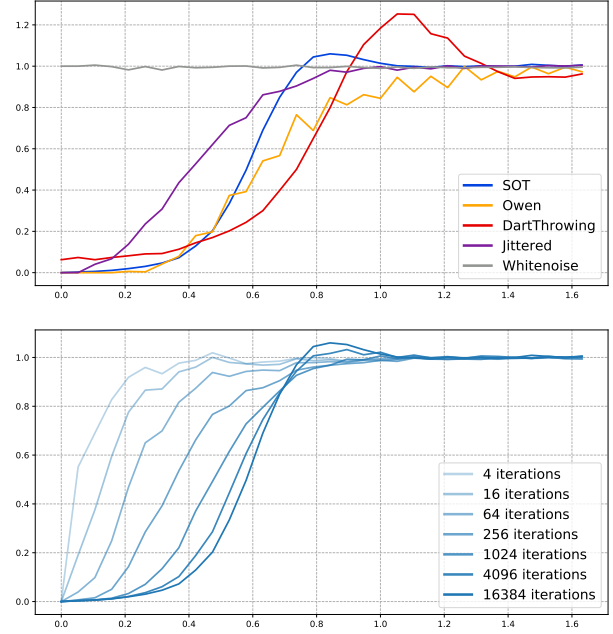 1.2
1.0
0.8
0.6
0.4
0.2
0.0
SOT
Owen
DartThrowing
Jittered
Whitenoise
0.0 0.2 0.4 0.6 0.8 1.0 1.2 1.4 1.6
1.0
0.8
0.6
0.4
0.2
0.0
4 iterations
16 iterations
64 iterations
256 iterations
1024 iterations
4096 iterations
16384 iterations
0.0 0.2 0.4 0.6 0.8 1.0 1.2 1.4 1.6